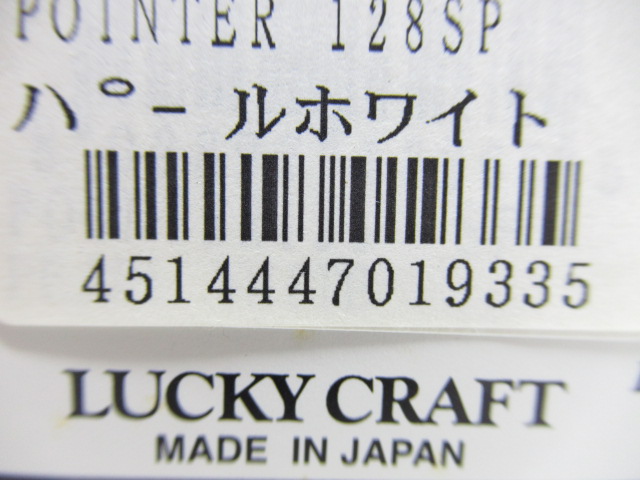 POINTER 128SP
パールホワイト
4514447019335
LUCKY CRAFT
MADE IN JAPAN